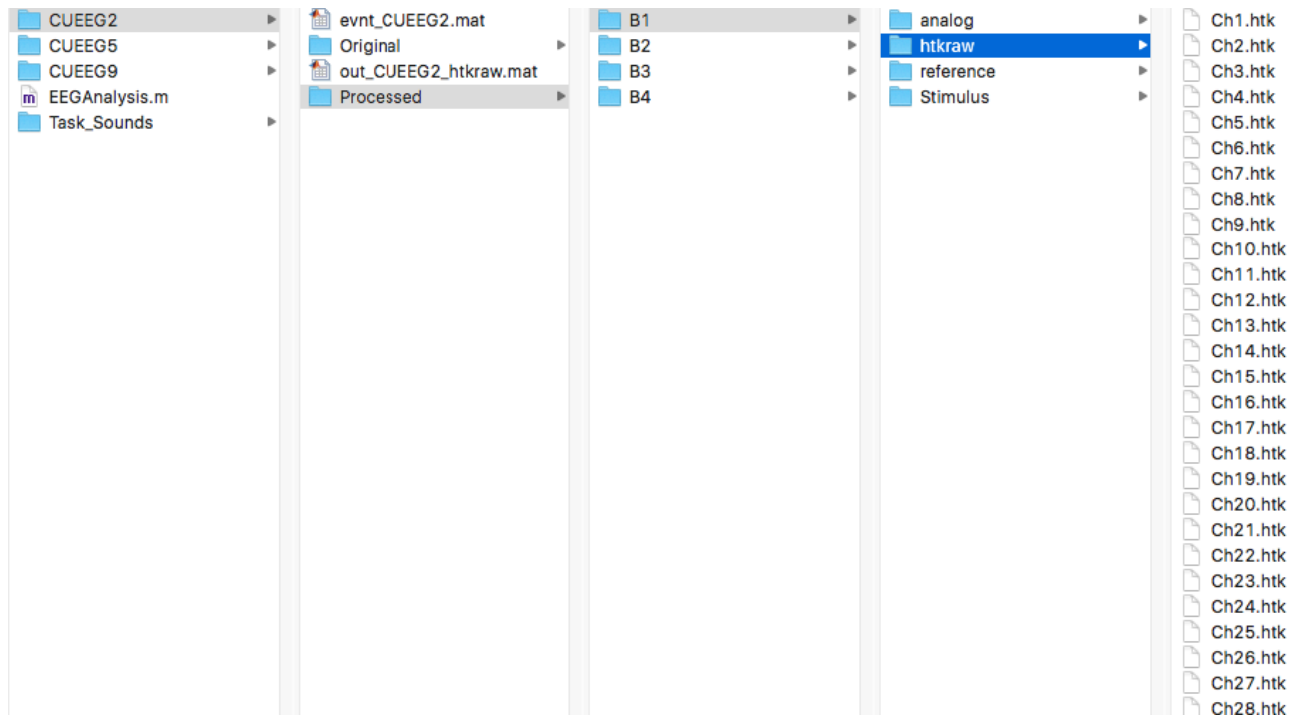 CUEEG2
CUEEG5
CUEEG9
m EEGAnalysis.m
Task_Sounds
evnt_CUEEG2.mat
Original
out_CUEEG2_htkraw.mat
Processed
B1
B2
B3
B4
analog
htkraw
reference
Stimulus
Ch1.htk
Ch2.htk
Ch3.htk
Ch4.htk
Ch5.htk
Ch6.htk
Ch7.htk
Ch8.htk
Ch9.htk
Ch10.htk
Ch11.htk
Ch12.htk
Ch13.htk
Ch14.htk
Ch15.htk
Ch16.htk
Ch17.htk
Ch18.htk
Ch19.htk
Ch20.htk
Ch21.htk
Ch22.htk
Ch23.htk
Ch24.htk
Ch25.htk
Ch26.htk
Ch27.htk
Ch28.htk